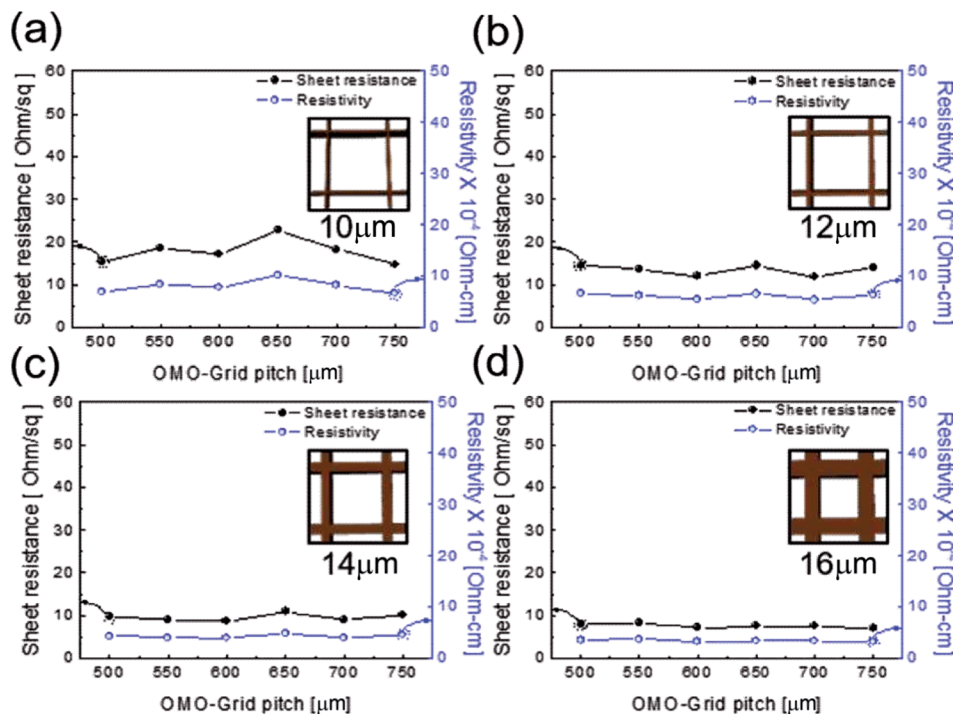 (a)
Sheet resistance [ Ohm/sq]
60
50
40
30
20
10
0
Sheet resistance
Resistivity
10μm
50
40
30
20
10
0
Resistivity X 10⁻⁴ [Ohm-cm]
500 550 600 650 700 750
OMO-Grid pitch [μm]
(b)
Sheet resistance [ Ohm/sq]
60
50
40
30
20
10
0
Sheet resistance
Resistivity
12μm
50
40
30
20
10
0
Resistivity X 10⁻⁴ [Ohm-cm]
500 550 600 650 700 750
OMO-Grid pitch [μm]
(c)
Sheet resistance [ Ohm/sq]
60
50
40
30
20
10
0
Sheet resistance
Resistivity
14μm
50
40
30
20
10
0
Resistivity X 10⁻⁴ [Ohm-cm]
500 550 600 650 700 750
OMO-Grid pitch [μm]
(d)
Sheet resistance [ Ohm/sq]
60
50
40
30
20
10
0
Sheet resistance
Resistivity
16μm
50
40
30
20
10
0
Resistivity X 10⁻⁴ [Ohm-cm]
500 550 600 650 700 750
OMO-Grid pitch [μm]